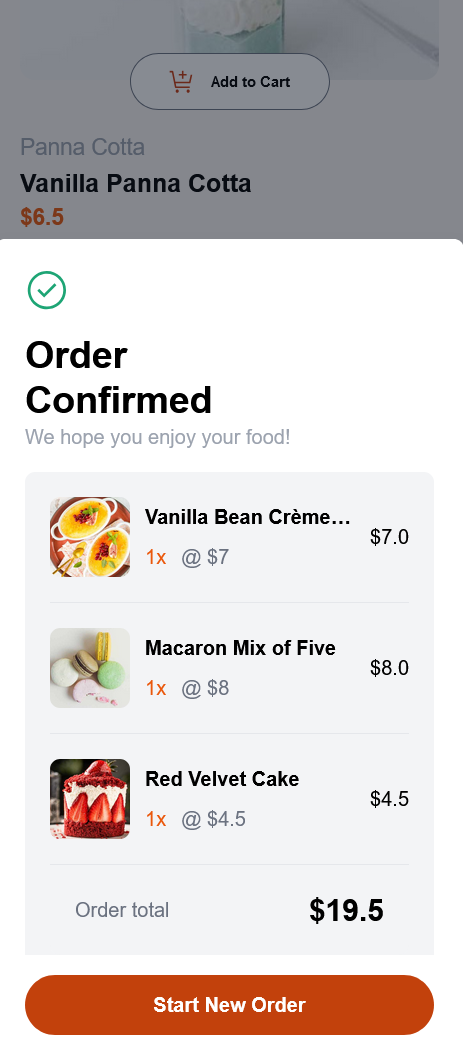 Add to Cart
Panna Cotta
Vanilla Panna Cotta
$6.5
Order
Confirmed
We hope you enjoy your food!
Vanilla Bean Crème...
1x @ $7
$7.0
Macaron Mix of Five
1x @ $8
$8.0
Red Velvet Cake
1x @ $4.5
$4.5
Order total
$19.5
Start New Order